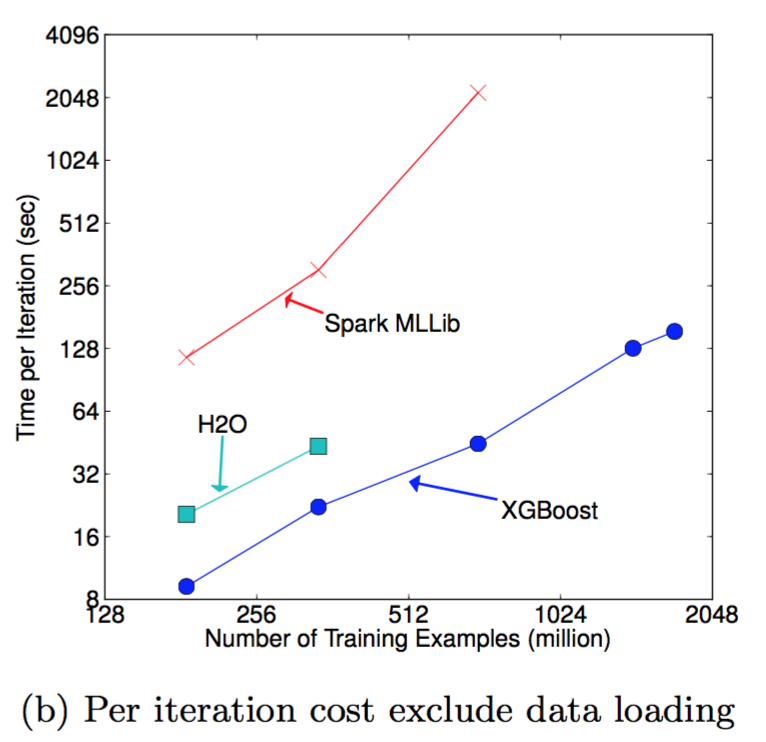 4096
2048
1024
512
256
128
64
32
16
8
Time per Iteration (sec)
Spark MLLib
H2O
XGBoost
128 256 512 1024 2048
Number of Training Examples (million)
(b) Per iteration cost exclude data loading